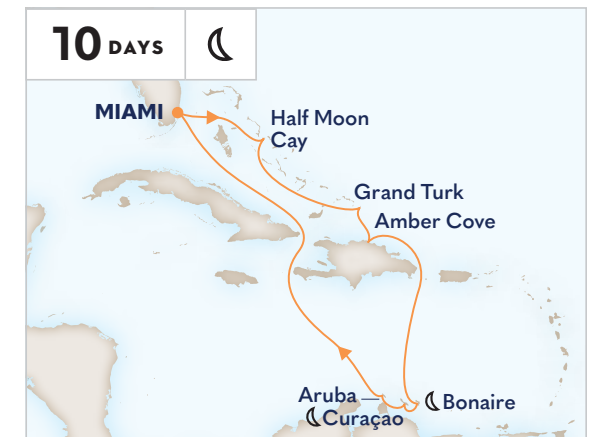 10 DAYS
MIAMI
Half Moon
Cay
Grand Turk
Amber Cove
Aruba
Bonaire
Curaçao